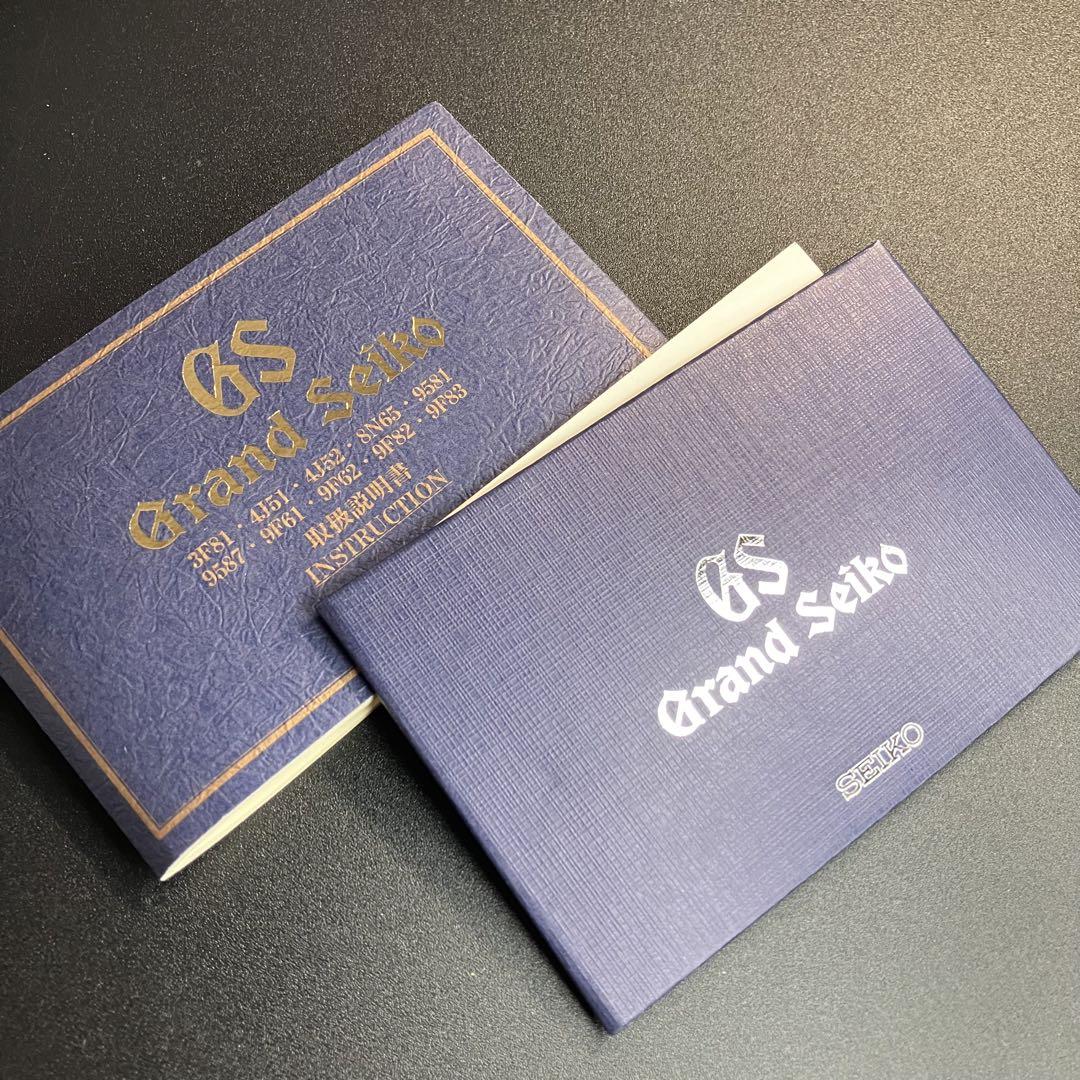 GS
Grand Seiko
3F81・4J51・4J52・8N65・9581
9587・9F61・9F62・9F82・9F83
取扱説明書
INSTRUCTION
GS
Grand Seiko
SEIKO